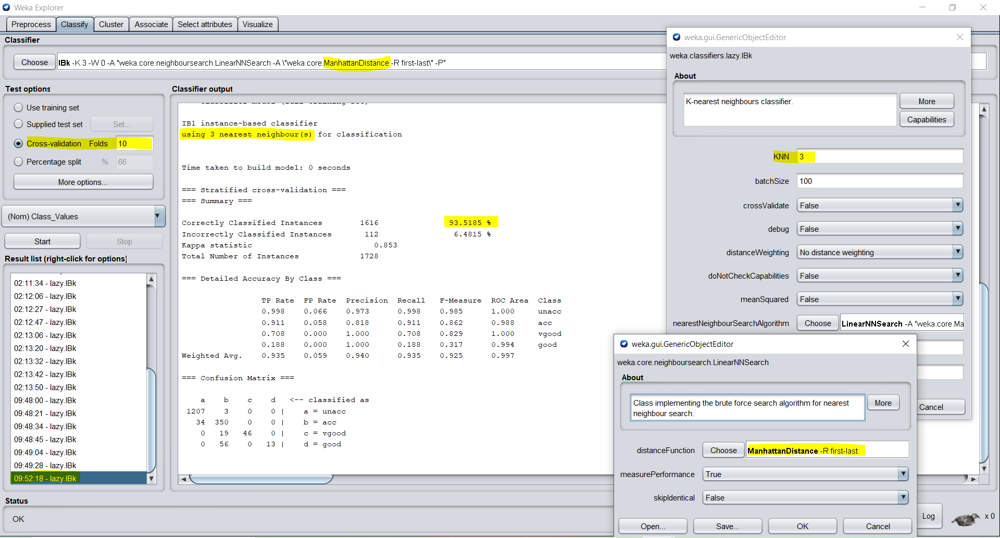 Weka Explorer
Preprocess Classify Cluster Associate Select attributes Visualize
Classifier
Choose IBk -K 3 -W 0 -A "weka.core.neighboursearch.LinearNNSearch -A \"weka.core.ManhattanDistance -R first-last\" -P"
Test options
Use training set
Supplied test set Set...
Cross-validation Folds 10
Percentage split % 66
More options...
(Nom) Class_Values
Start Stop
Result list (right-click for options)
02:11:34 - lazy.IBk
02:12:06 - lazy.IBk
02:12:27 - lazy.IBk
02:12:47 - lazy.IBk
02:13:06 - lazy.IBk
02:13:20 - lazy.IBk
02:13:32 - lazy.IBk
02:13:42 - lazy.IBk
02:13:50 - lazy.IBk
09:48:00 - lazy.IBk
09:48:21 - lazy.IBk
09:48:34 - lazy.IBk
09:48:45 - lazy.IBk
09:49:04 - lazy.IBk
09:49:28 - lazy.IBk
09:52:18 - lazy.IBk
Classifier output
IB1 instance-based classifier
using 3 nearest neighbour(s) for classification
Time taken to build model: 0 seconds
=== Stratified cross-validation ===
=== Summary ===
Correctly Classified Instances 1616 93.5185 %
Incorrectly Classified Instances 112 6.4815 %
Kappa statistic 0.853
Total Number of Instances 1728
=== Detailed Accuracy By Class ===
TP Rate FP Rate Precision Recall F-Measure ROC Area Class
0.998 0.066 0.973 0.998 0.985 1.000 unacc
0.911 0.058 0.818 0.911 0.862 0.988 acc
0.708 0.000 1.000 0.708 0.829 1.000 vgood
0.188 0.000 1.000 0.188 0.317 0.994 good
Weighted Avg. 0.935 0.059 0.940 0.935 0.925 0.997
=== Confusion Matrix ===
a b c d <-- classified as
1207 3 0 0 | a = unacc
34 350 0 0 | b = acc
0 19 46 0 | c = vgood
0 56 0 13 | d = good
weka.gui.GenericObjectEditor
weka.classifiers.lazy.IBk
About
K-nearest neighbours classifier.
More
Capabilities
KNN 3
batchSize 100
crossValidate False
debug False
distanceWeighting No distance weighting
doNotCheckCapabilities False
meanSquared False
nearestNeighbourSearchAlgorithm Choose LinearNNSearch -A "weka.core.Ma
Cancel
weka.gui.GenericObjectEditor
weka.core.neighboursearch.LinearNNSearch
About
Class implementing the brute force search algorithm for nearest
neighbour search.
More
distanceFunction Choose ManhattanDistance -R first-last
measurePerformance True
skipIdentical False
Open... Save... OK Cancel
Status
OK
Log x 0